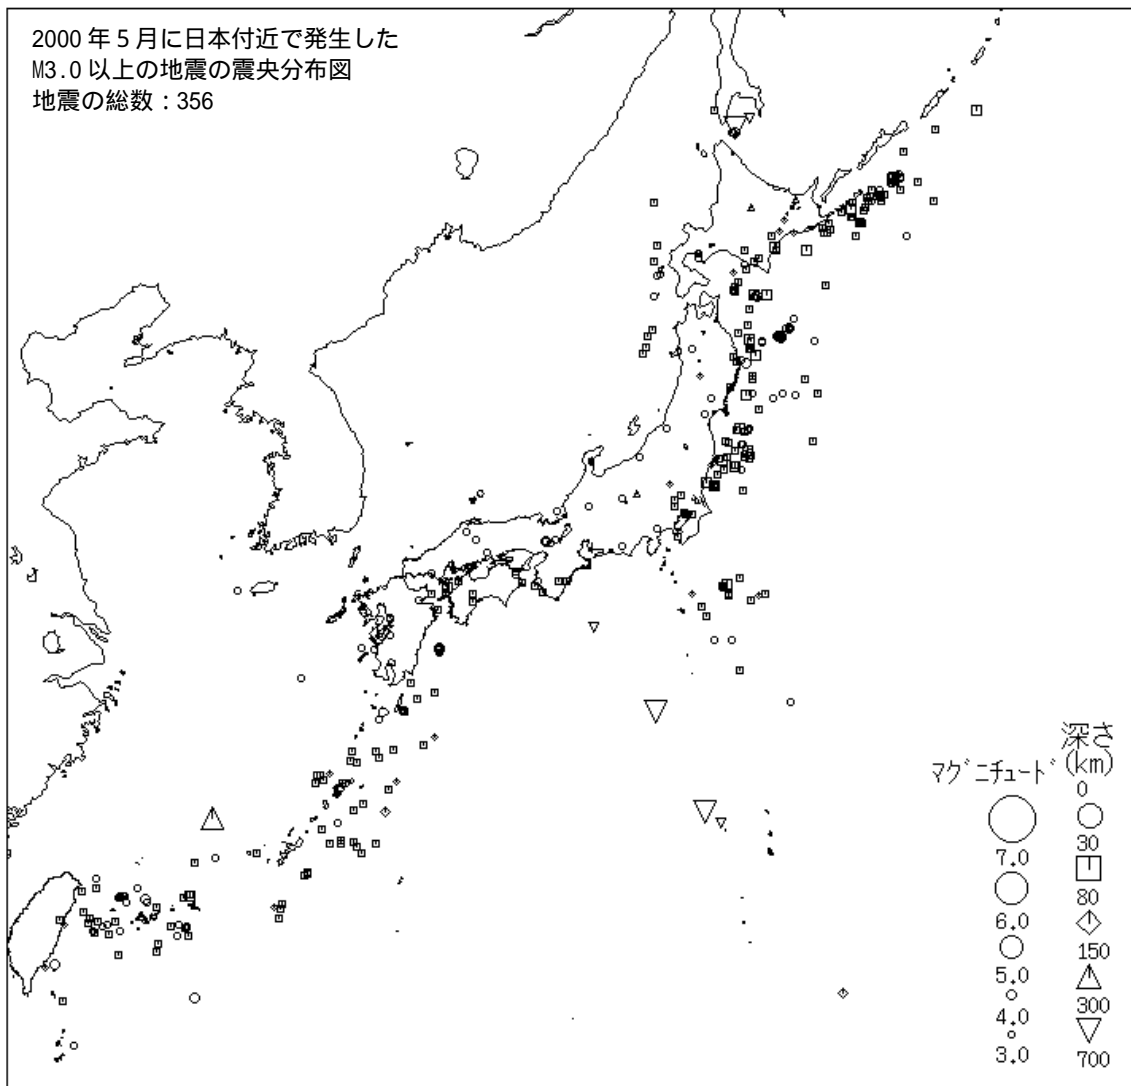 2000年5月に日本付近で発生した
M3.0以上の地震の震央分布図
地震の総数：356
マグニチュード
7.0
6.0
5.0
4.0
3.0
深さ
(km)
0
30
80
150
300
700